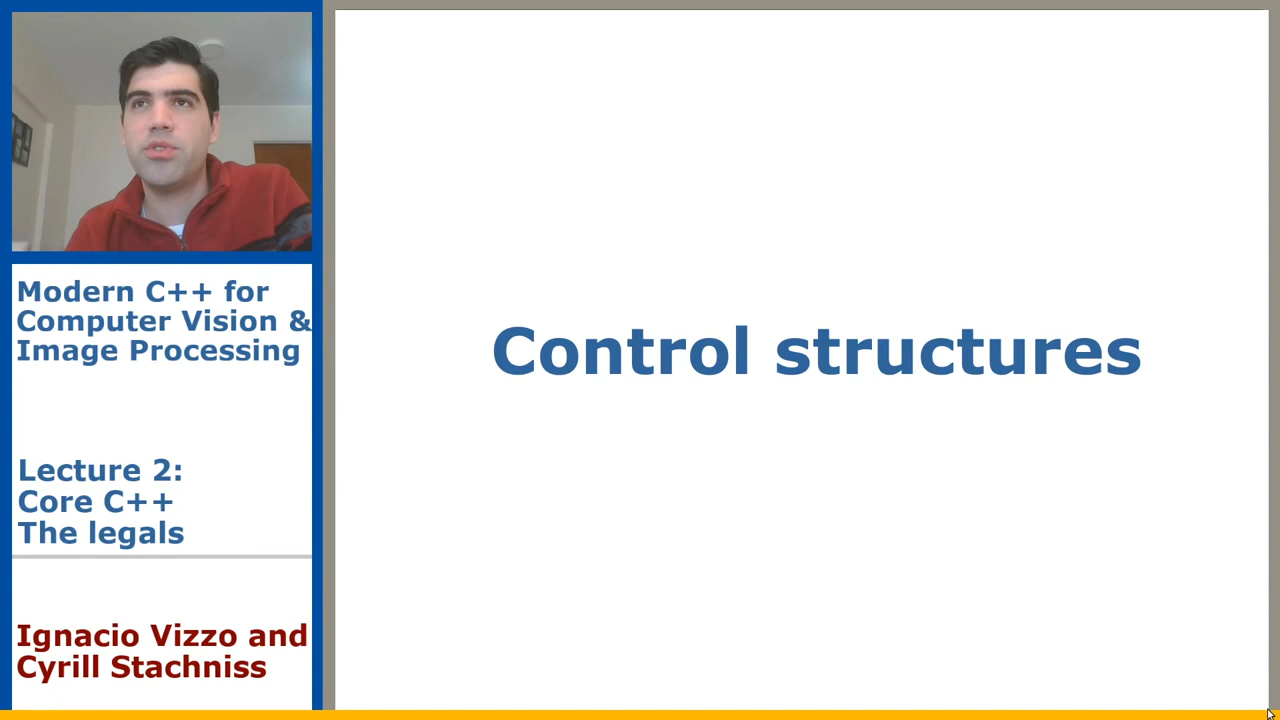 Modern C++ for
Computer Vision &
Image Processing
Lecture 2:
Core C++
The legals
Ignacio Vizzo and
Cyrill Stachniss
Control structures